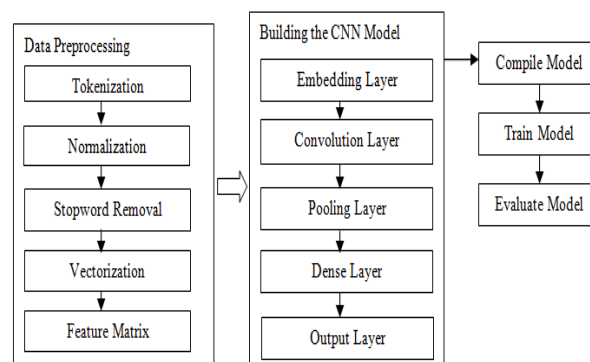 Data Preprocessing
Tokenization
Normalization
Stopword Removal
Vectorization
Feature Matrix
Building the CNN Model
Embedding Layer
Convolution Layer
Pooling Layer
Dense Layer
Output Layer
Compile Model
Train Model
Evaluate Model